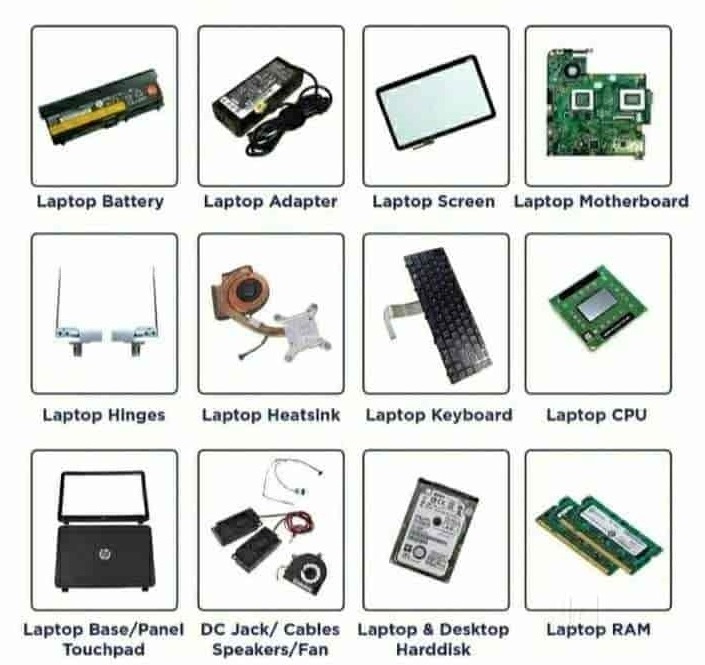 Laptop Battery
Laptop Adapter
Laptop Screen
Laptop Motherboard
Laptop Hinges
Laptop Heatsink
Laptop Keyboard
Laptop CPU
Laptop Base/Panel
Touchpad
DC Jack/ Cables
Speakers/Fan
Laptop & Desktop
Harddisk
Laptop RAM